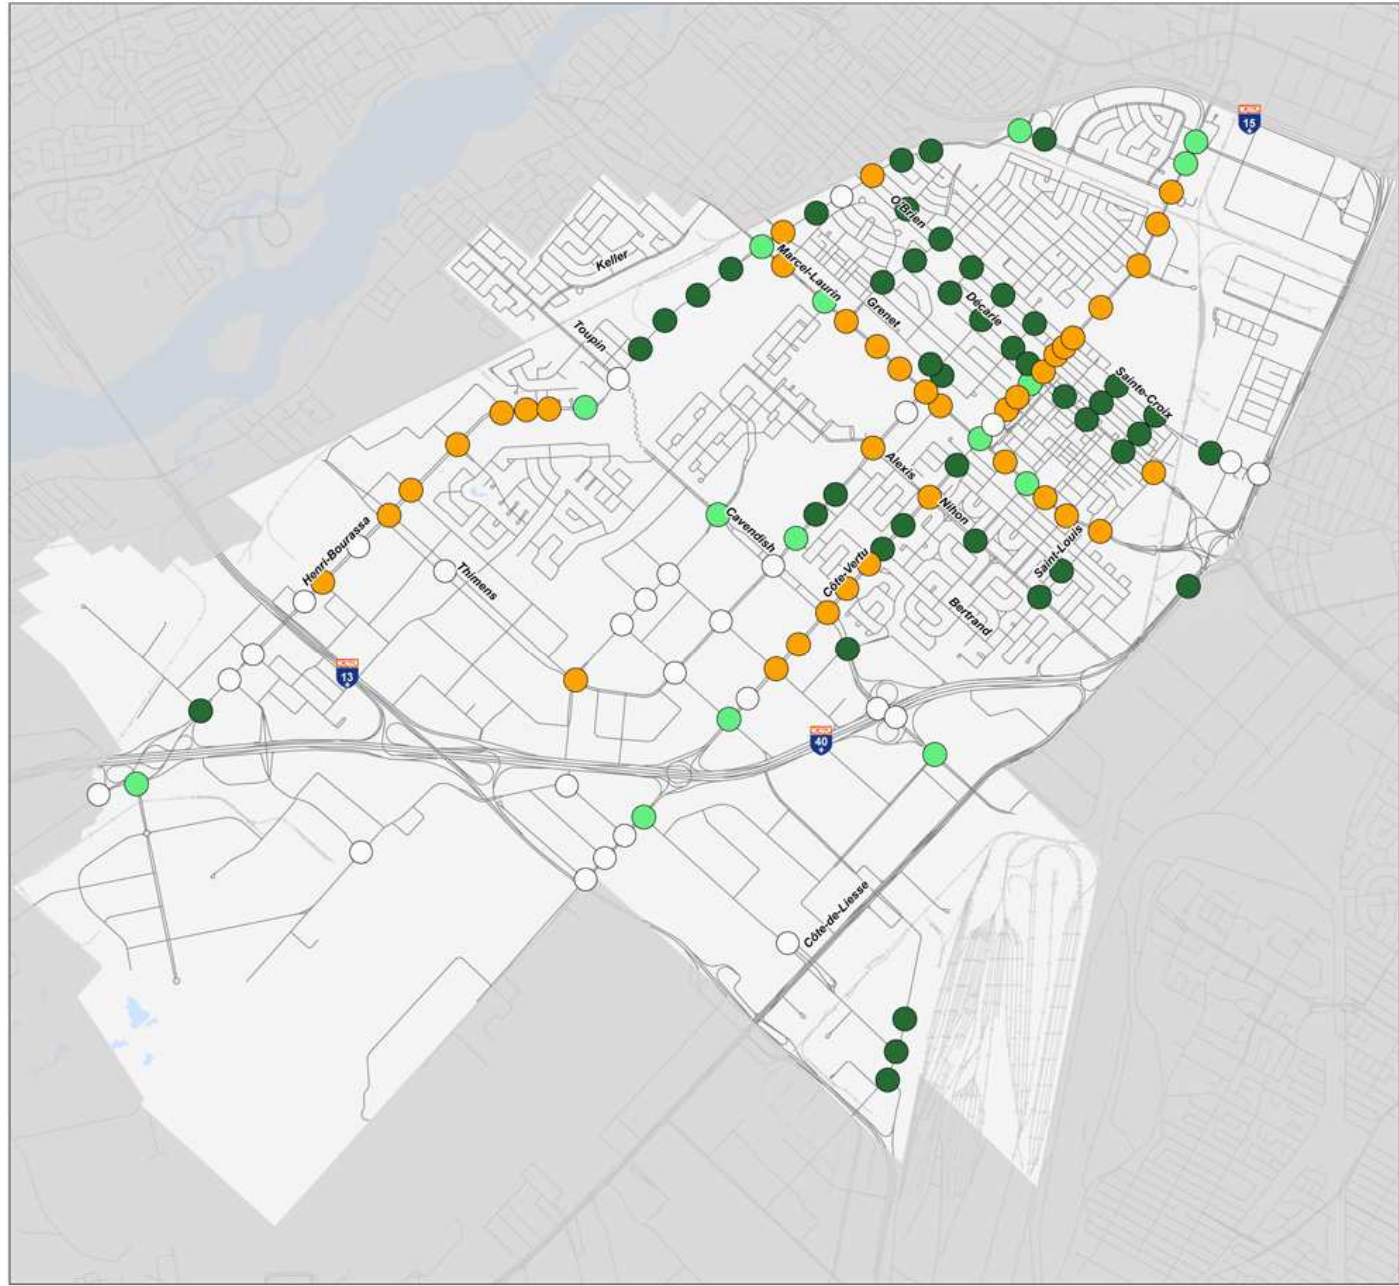 15
O'Brien
Keller
Marcel-Laurin
Grenet
Décarie
Toupin
Sainte-Croix
Alexis
Nihon
Cavendish
Henri-Bourassa
Thimens
Côte-Vertu
Saint-Louis
Bertrand
13
40
Côte-de-Liesse